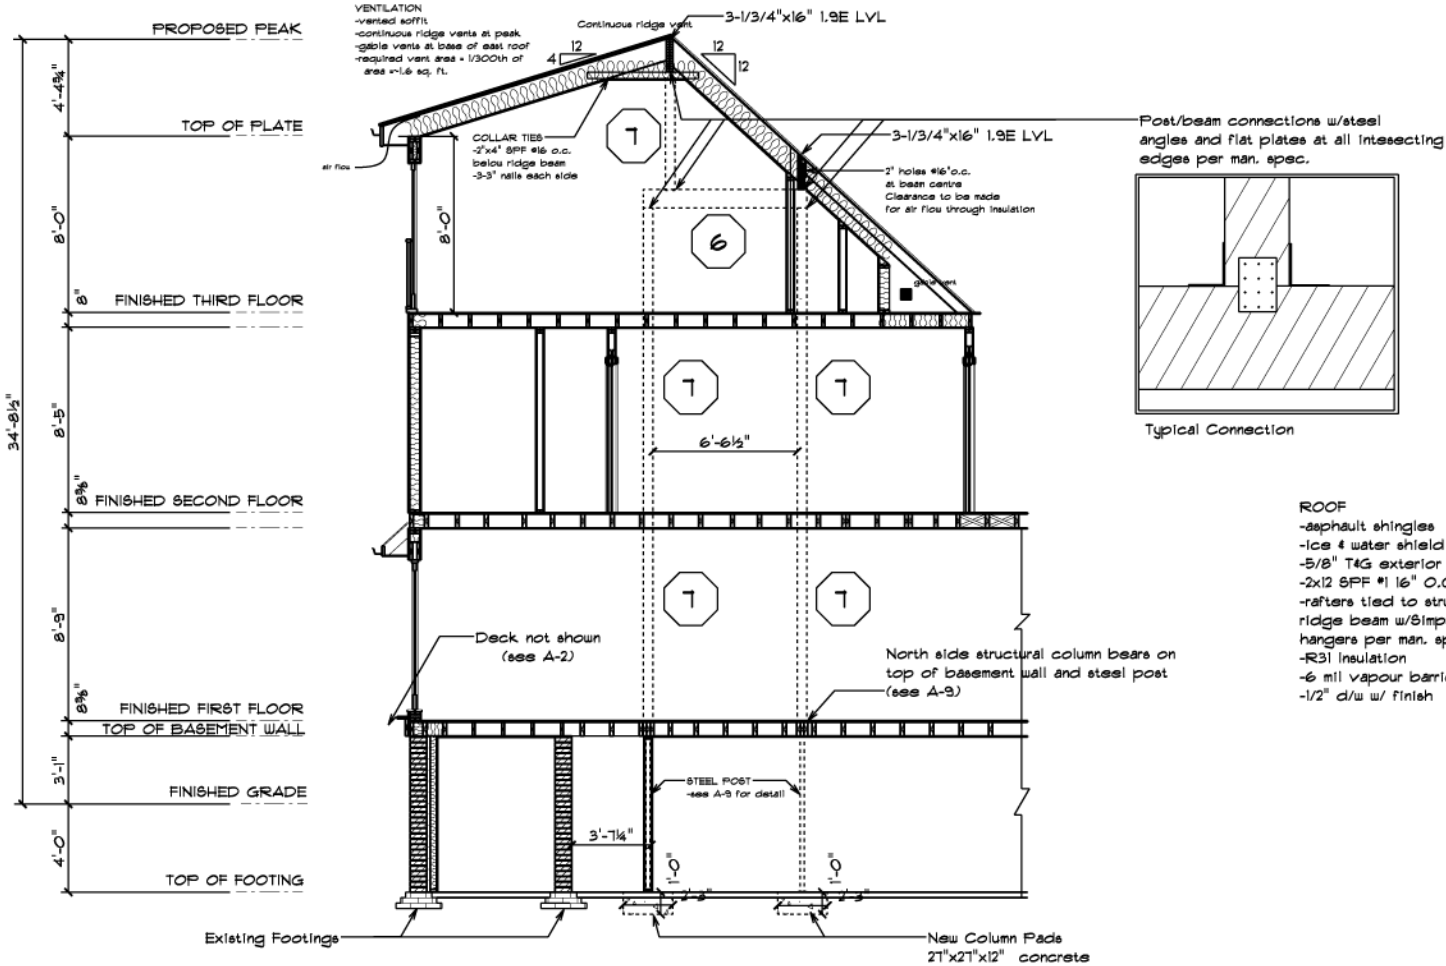 VENTILATION
-vented soffit
-continuous ridge vents at peak
-gable vents at base of east roof
-required vent area = 1/300th of
area =~1.6 sq. ft.
Continuous ridge vent
3-1/3/4"x16" 1.9E LVL
12
4
12
12
PROPOSED PEAK
4'-4¾"
TOP OF PLATE
air flow
COLLAR TIES
-2"x4" SPF @16 o.c.
below ridge beam
-3-3" nails each side
7
3-1/3/4"x16" 1.9E LVL
2" holes @16"o.c.
at beam centre
Clearance to be made
for air flow through insulation
Post/beam connections w/steel
angles and flat plates at all intesecting
edges per man. spec.
Typical Connection
8'-0"
8'-0"
6
gable vent
8"
FINISHED THIRD FLOOR
34'-8½"
8'-5"
7
7
6'-6½"
FINISHED SECOND FLOOR
ROOF
-asphault shingles
-ice & water shield
-5/8" T&G exterior
-2x12 SPF #1 16" O.C
-rafters tied to stru
ridge beam w/Simp
hangers per man. sp
-R31 insulation
-6 mil vapour barri
-1/2" d/w w/ finish
8'-9"
7
7
Deck not shown
(see A-2)
North side structural column bears on
top of basement wall and steel post
(see A-9)
FINISHED FIRST FLOOR
TOP OF BASEMENT WALL
3'-1"
FINISHED GRADE
STEEL POST
-see A-9 for detail
3'-7¼"
4'-0"
1'-0"
1'-0"
2'-3"
2'-3"
TOP OF FOOTING
Existing Footings
New Column Pads
27"x27"x12" concrete